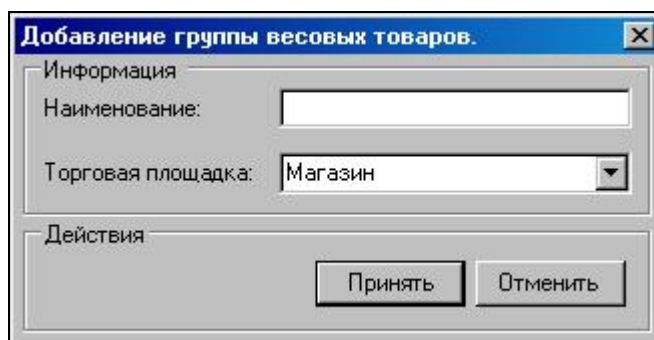 Добавление группы весовых товаров.
Информация
Наименование:
Торговая площадка: Магазин
Действия
Принять Отменить